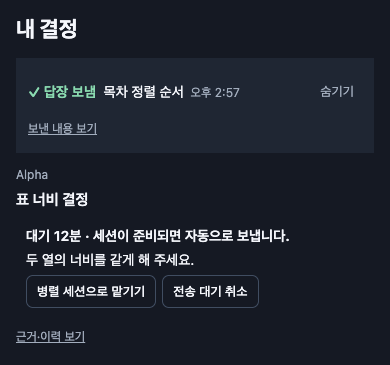 내 결정
✓ 답장 보냄 목차 정렬 순서 오후 2:57 숨기기
보낸 내용 보기
Alpha
표 너비 결정
대기 12분 · 세션이 준비되면 자동으로 보냅니다.
두 열의 너비를 같게 해 주세요.
병렬 세션으로 맡기기 전송 대기 취소
근거·이력 보기